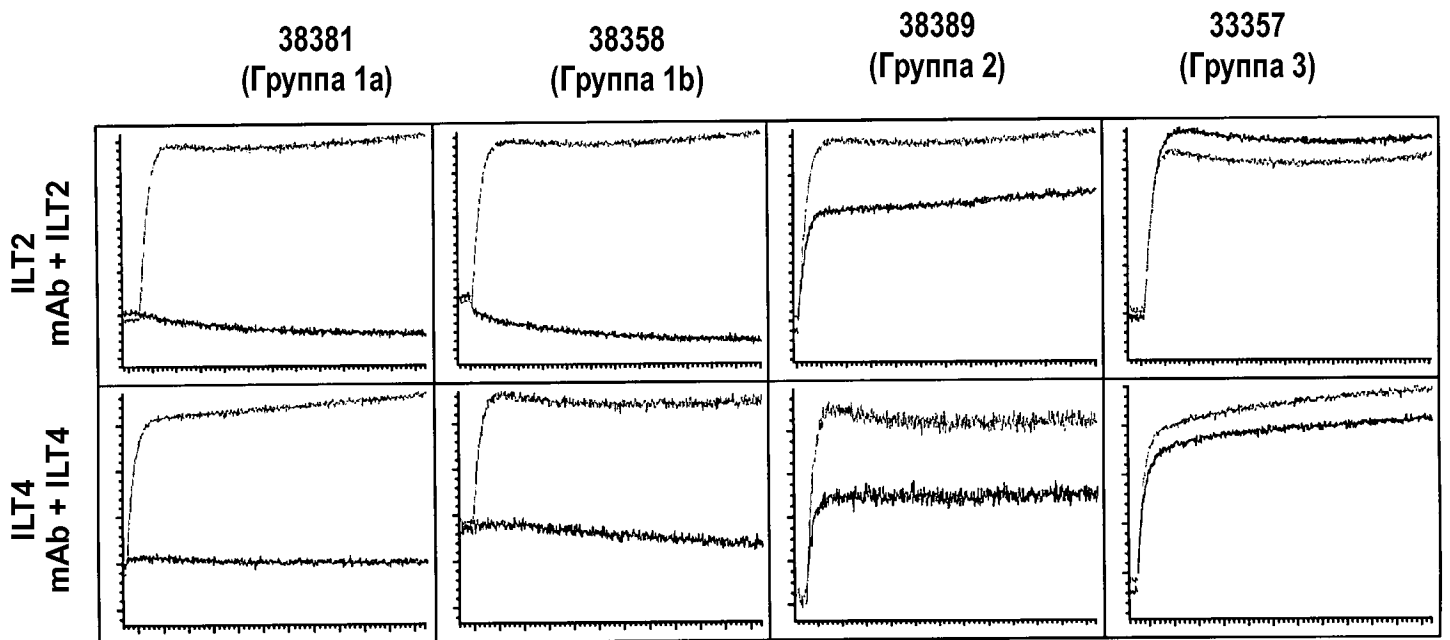 38381
(Группа 1a)
38358
(Группа 1b)
38389
(Группа 2)
33357
(Группа 3)
ILT2
mAb + ILT2
ILT4
mAb + ILT4